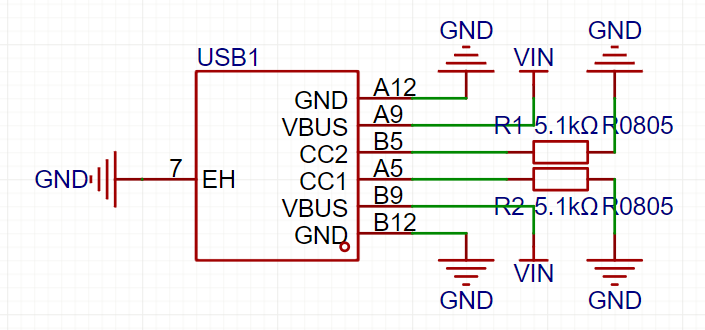 GND
GND
USB1
VIN
A12
GND
A9
R1 5.1kΩ R0805
VBUS
B5
CC2
A5
GND
7
EH
CC1
B9
R2 5.1kΩ R0805
VBUS
B12
GND
VIN
GND
GND